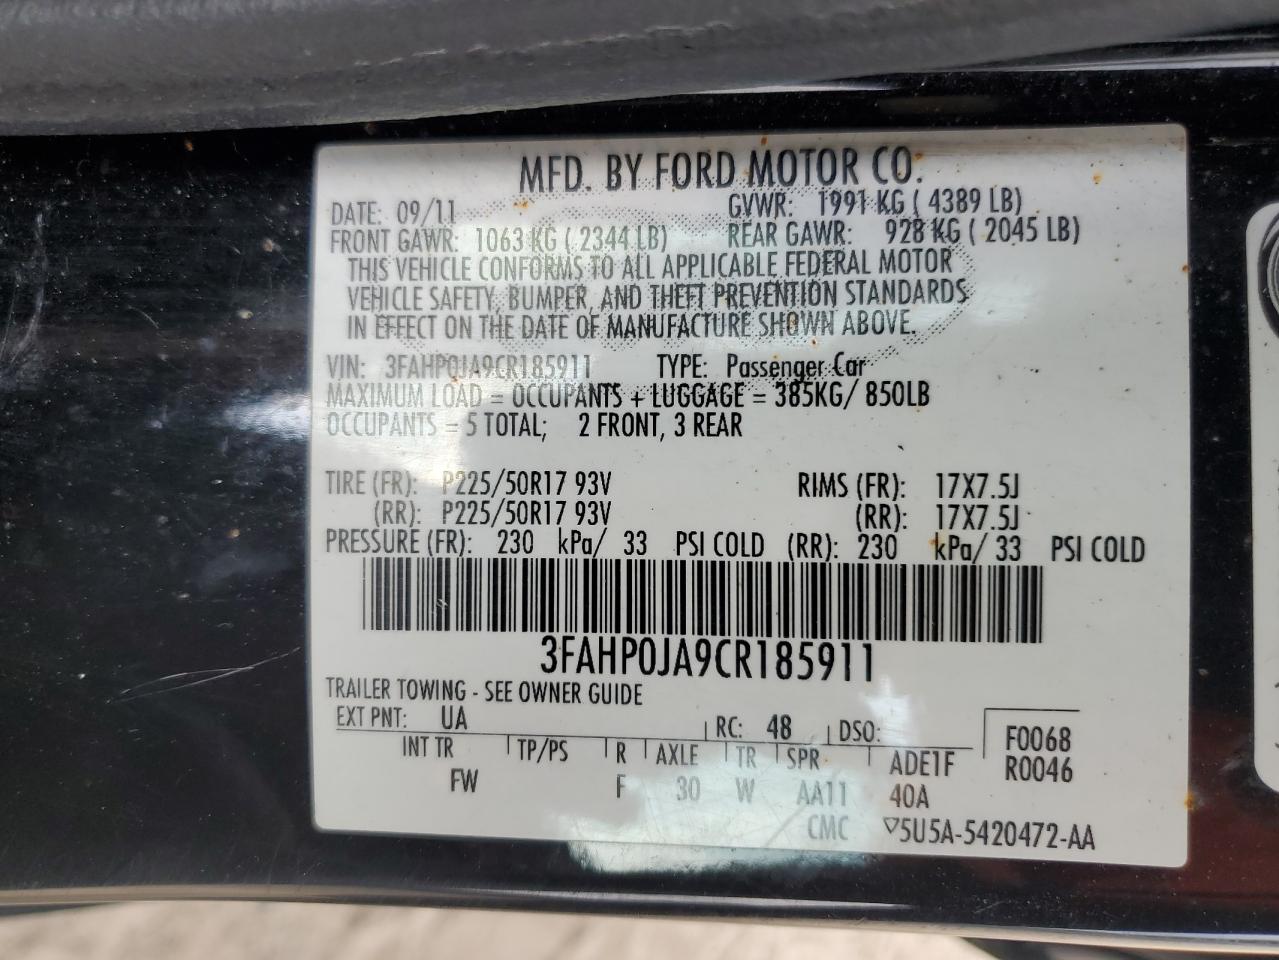 MFD. BY FORD MOTOR CO.
DATE: 09/11 GVWR: 1991 KG ( 4389 LB)
FRONT GAWR: 1063 KG ( 2344 LB) REAR GAWR: 928 KG ( 2045 LB)
THIS VEHICLE CONFORMS TO ALL APPLICABLE FEDERAL MOTOR
VEHICLE SAFETY, BUMPER, AND THEFT PREVENTION STANDARDS
IN EFFECT ON THE DATE OF MANUFACTURE SHOWN ABOVE.
VIN: 3FAHP0JA9CR185911 TYPE: Passenger Car
MAXIMUM LOAD = OCCUPANTS + LUGGAGE = 385KG/ 850LB
OCCUPANTS = 5 TOTAL; 2 FRONT, 3 REAR
TIRE (FR): P225/50R17 93V RIMS (FR): 17X7.5J
(RR): P225/50R17 93V (RR): 17X7.5J
PRESSURE (FR): 230 kPa/ 33 PSI COLD (RR): 230 kPa/ 33 PSI COLD
3FAHP0JA9CR185911
TRAILER TOWING - SEE OWNER GUIDE
EXT PNT: UA RC: 48 DSO: F0068
INT TR TP/PS R AXLE TR SPR ADE1F R0046
FW F 30 W AA11 40A
CMC ▽5U5A-5420472-AA